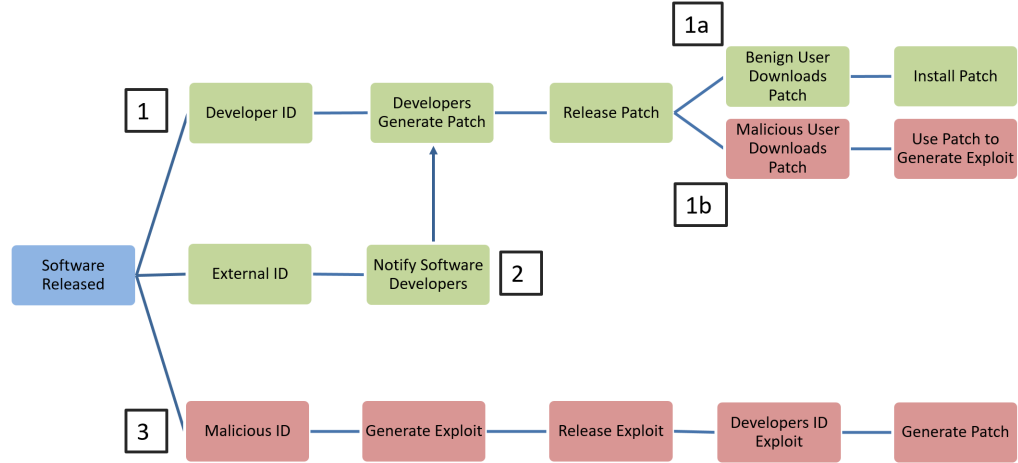 1a
Benign User
Downloads
Patch
Install Patch
1
Developer ID
Developers
Generate Patch
Release Patch
Malicious User
Downloads
Patch
Use Patch to
Generate Exploit
1b
Software
Released
External ID
Notify Software
Developers
2
3
Malicious ID
Generate Exploit
Release Exploit
Developers ID
Exploit
Generate Patch